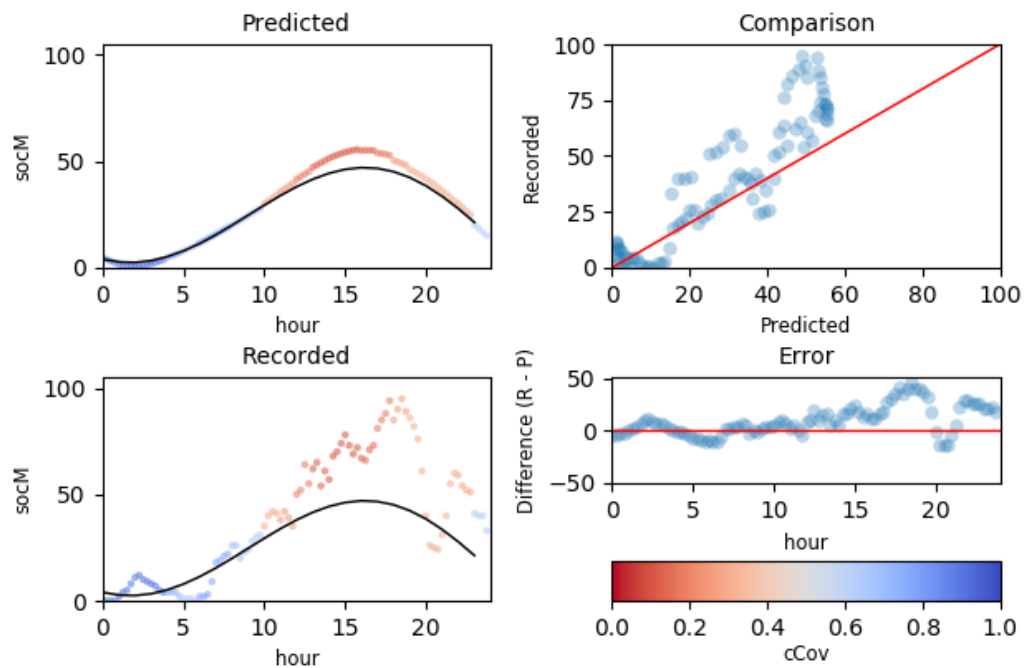 Predicted
100
50
0
socM
0 5 10 15 20
hour
Comparison
100
75
50
25
0
Recorded
0 20 40 60 80 100
Predicted
Recorded
100
50
0
socM
0 5 10 15 20
hour
Error
50
0
−50
Difference (R - P)
0 5 10 15 20
hour
0.0 0.2 0.4 0.6 0.8 1.0
cCov